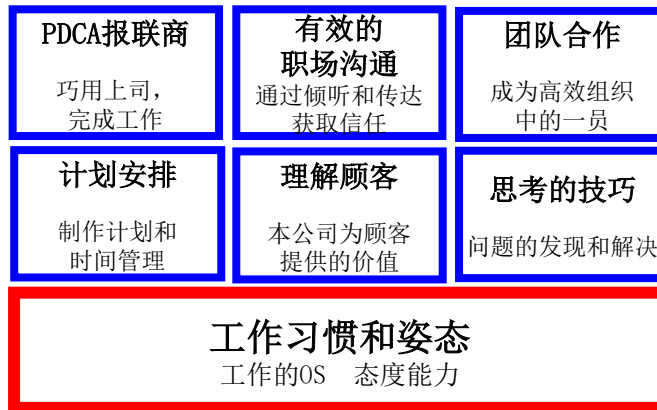 PDCA报联商
巧用上司，
完成工作
有效的
职场沟通
通过倾听和传达
获取信任
团队合作
成为高效组织
中的一员
计划安排
制作计划和
时间管理
理解顾客
本公司为顾客
提供的价值
思考的技巧
问题的发现和解决
工作习惯和姿态
工作的OS　态度能力